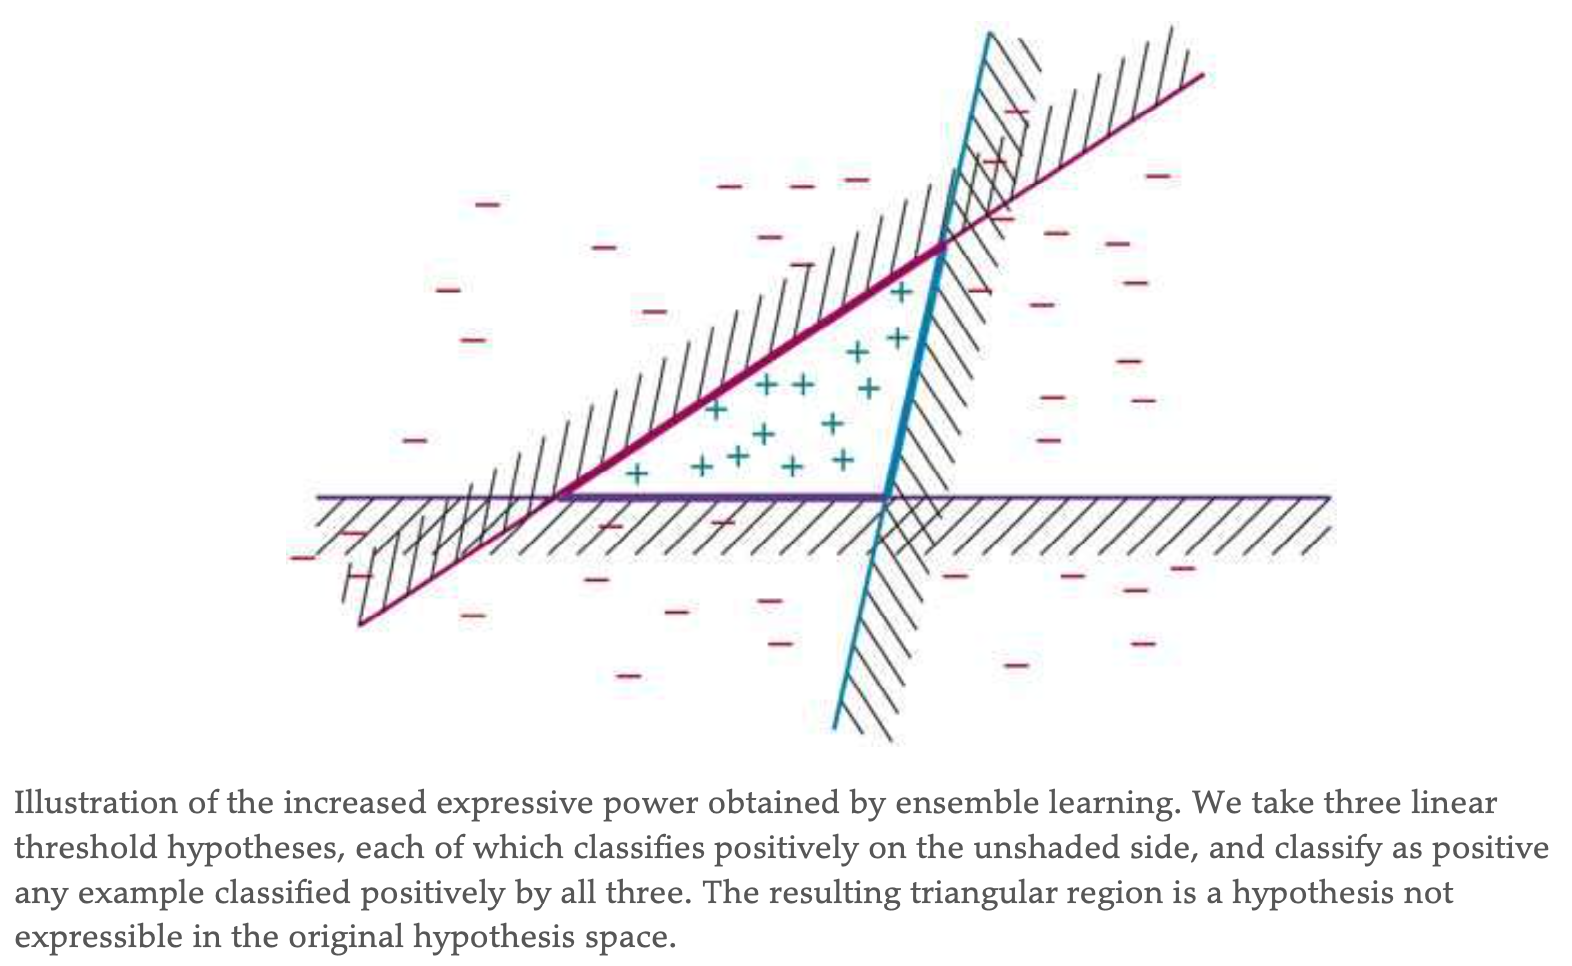 Illustration of the increased expressive power obtained by ensemble learning. We take three linear
threshold hypotheses, each of which classifies positively on the unshaded side, and classify as positive
any example classified positively by all three. The resulting triangular region is a hypothesis not
expressible in the original hypothesis space.